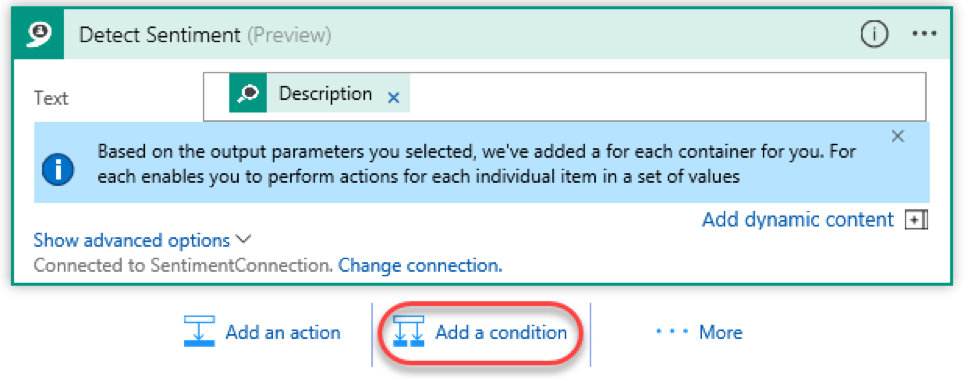 Detect Sentiment (Preview)
Text
Description ×
Based on the output parameters you selected, we've added a for each container for you. For
each enables you to perform actions for each individual item in a set of values
Add dynamic content
Show advanced options
Connected to SentimentConnection. Change connection.
Add an action
Add a condition
More